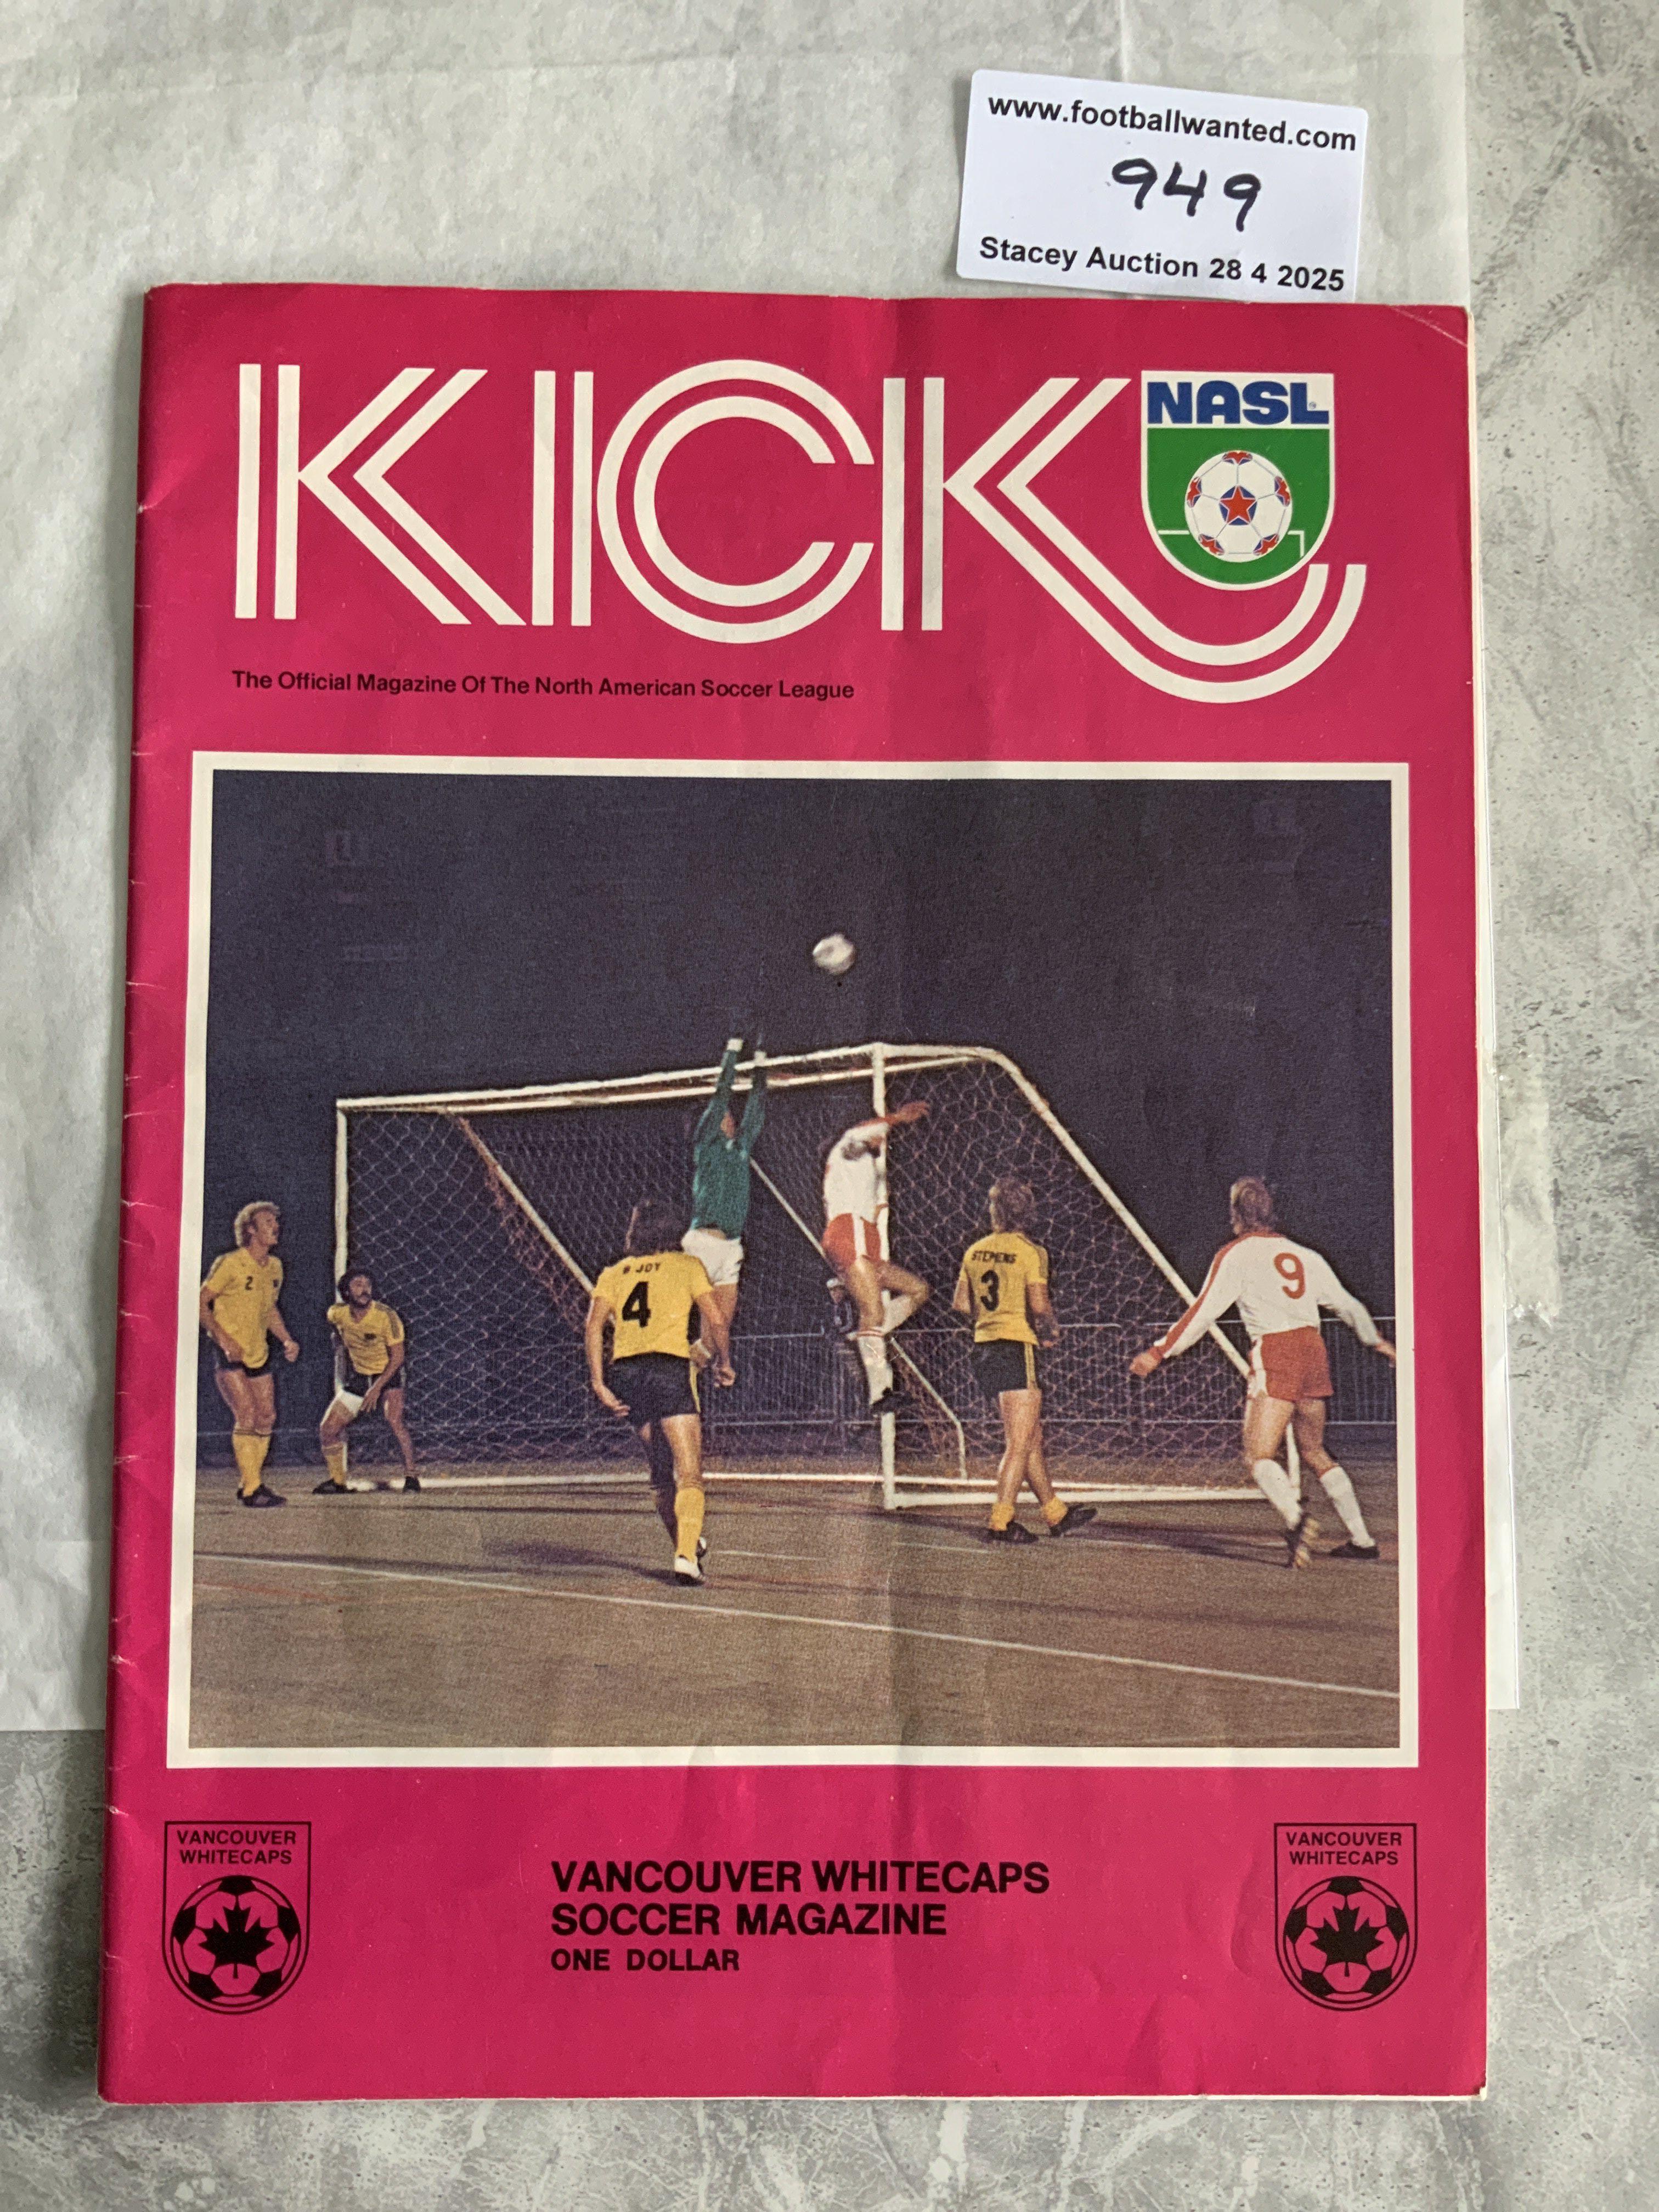 www.footballwanted.com
949
Stacey Auction 28 4 2025
KICK
NASL
The Official Magazine Of The North American Soccer League
2
B JOY
4
STEPHENS
3
9
VANCOUVER
WHITECAPS
VANCOUVER WHITECAPS
SOCCER MAGAZINE
ONE DOLLAR
VANCOUVER
WHITECAPS